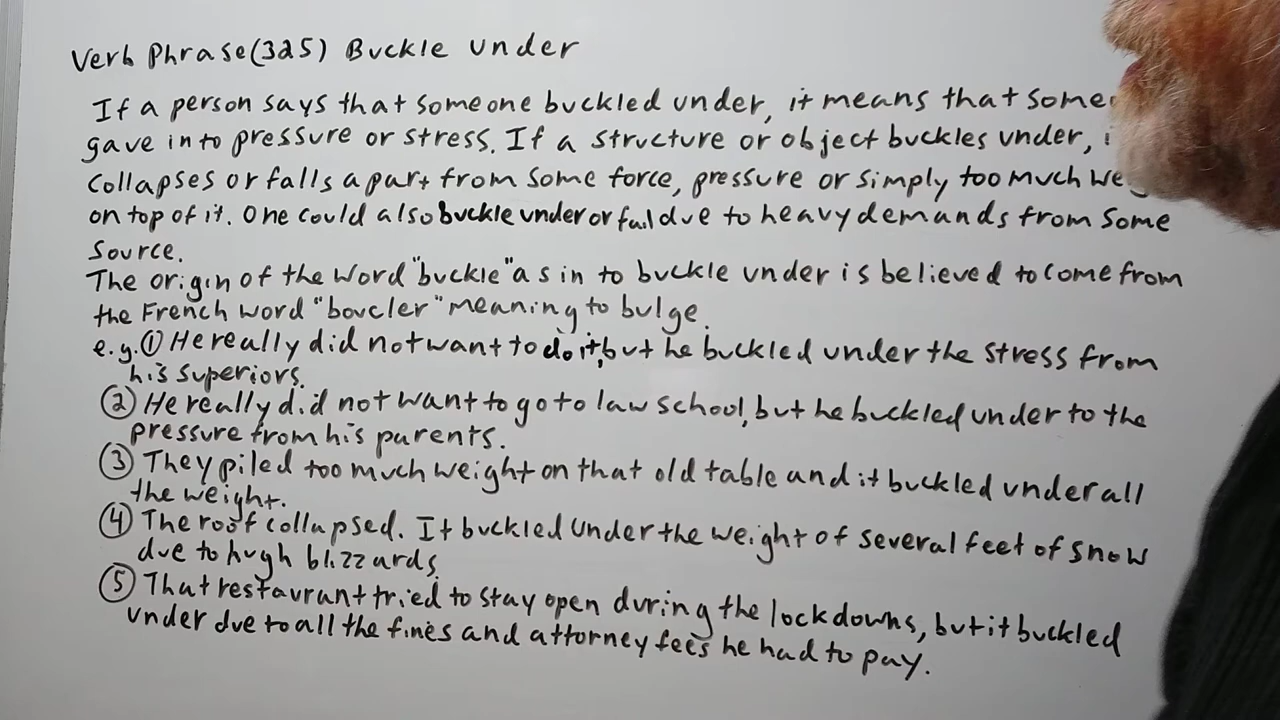 Verb Phrase(325) Buckle under
If a person says that someone buckled under, it means that some
gave in to pressure or stress. If a structure or object buckles under,
collapses or falls apart from some force, pressure or simply too much we
on top of it. One could also buckle under or fail due to heavy demands from some
source.
The origin of the word "buckle" as in to buckle under is believed to come from
the French word "boucler" meaning to bulge.
e.g. ① He really did not want to do it, but he buckled under the stress from
his superiors.
② He really did not want to go to law school, but he buckled under to the
pressure from his parents.
③ They piled too much weight on that old table and it buckled under all
the weight.
④ The roof collapsed. It buckled under the weight of several feet of snow
due to hugh blizzards.
⑤ That restaurant tried to stay open during the lockdowns, but it buckled
under due to all the fines and attorney fees he had to pay.